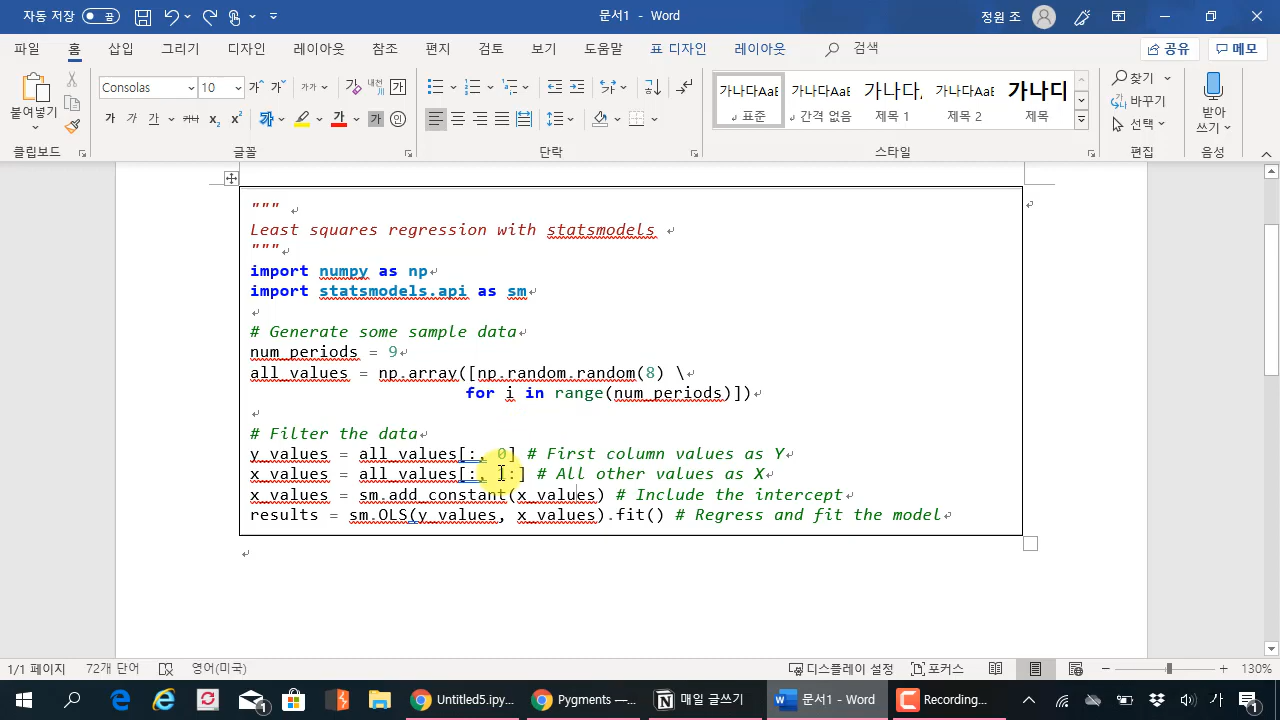 자동 저장
문서1 - Word
정원 조
파일 홈 삽입 그리기 디자인 레이아웃 참조 편지 검토 보기 도움말 표 디자인 레이아웃 검색 공유 메모
붙여넣기
Consolas 10
가나다AaE 가나다AaE 가나다, 가나다AaE 가나디
표준 간격 없음 제목 1 제목 2 제목
찾기
바꾸기
선택
받아
쓰기
클립보드 글꼴 단락 스타일 편집 음성
"""
Least squares regression with statsmodels
"""
import numpy as np
import statsmodels.api as sm
# Generate some sample data
num_periods = 9
all_values = np.array([np.random.random(8) \
for i in range(num_periods)])
# Filter the data
y_values = all_values[:, 0] # First column values as Y
x_values = all_values[:, :] # All other values as X
x_values = sm.add_constant(x_values) # Include the intercept
results = sm.OLS(y_values, x_values).fit() # Regress and fit the model
1/1 페이지 72개 단어 영어(미국) 디스플레이 설정 포커스 130%
Untitled5.ipy... Pygments —... 매일 글쓰기 문서1 - Word Recording... 가